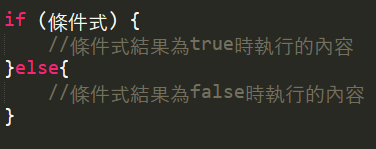 if (條件式) {
    //條件式結果為true時執行的內容
}else{
    //條件式結果為false時執行的內容
}